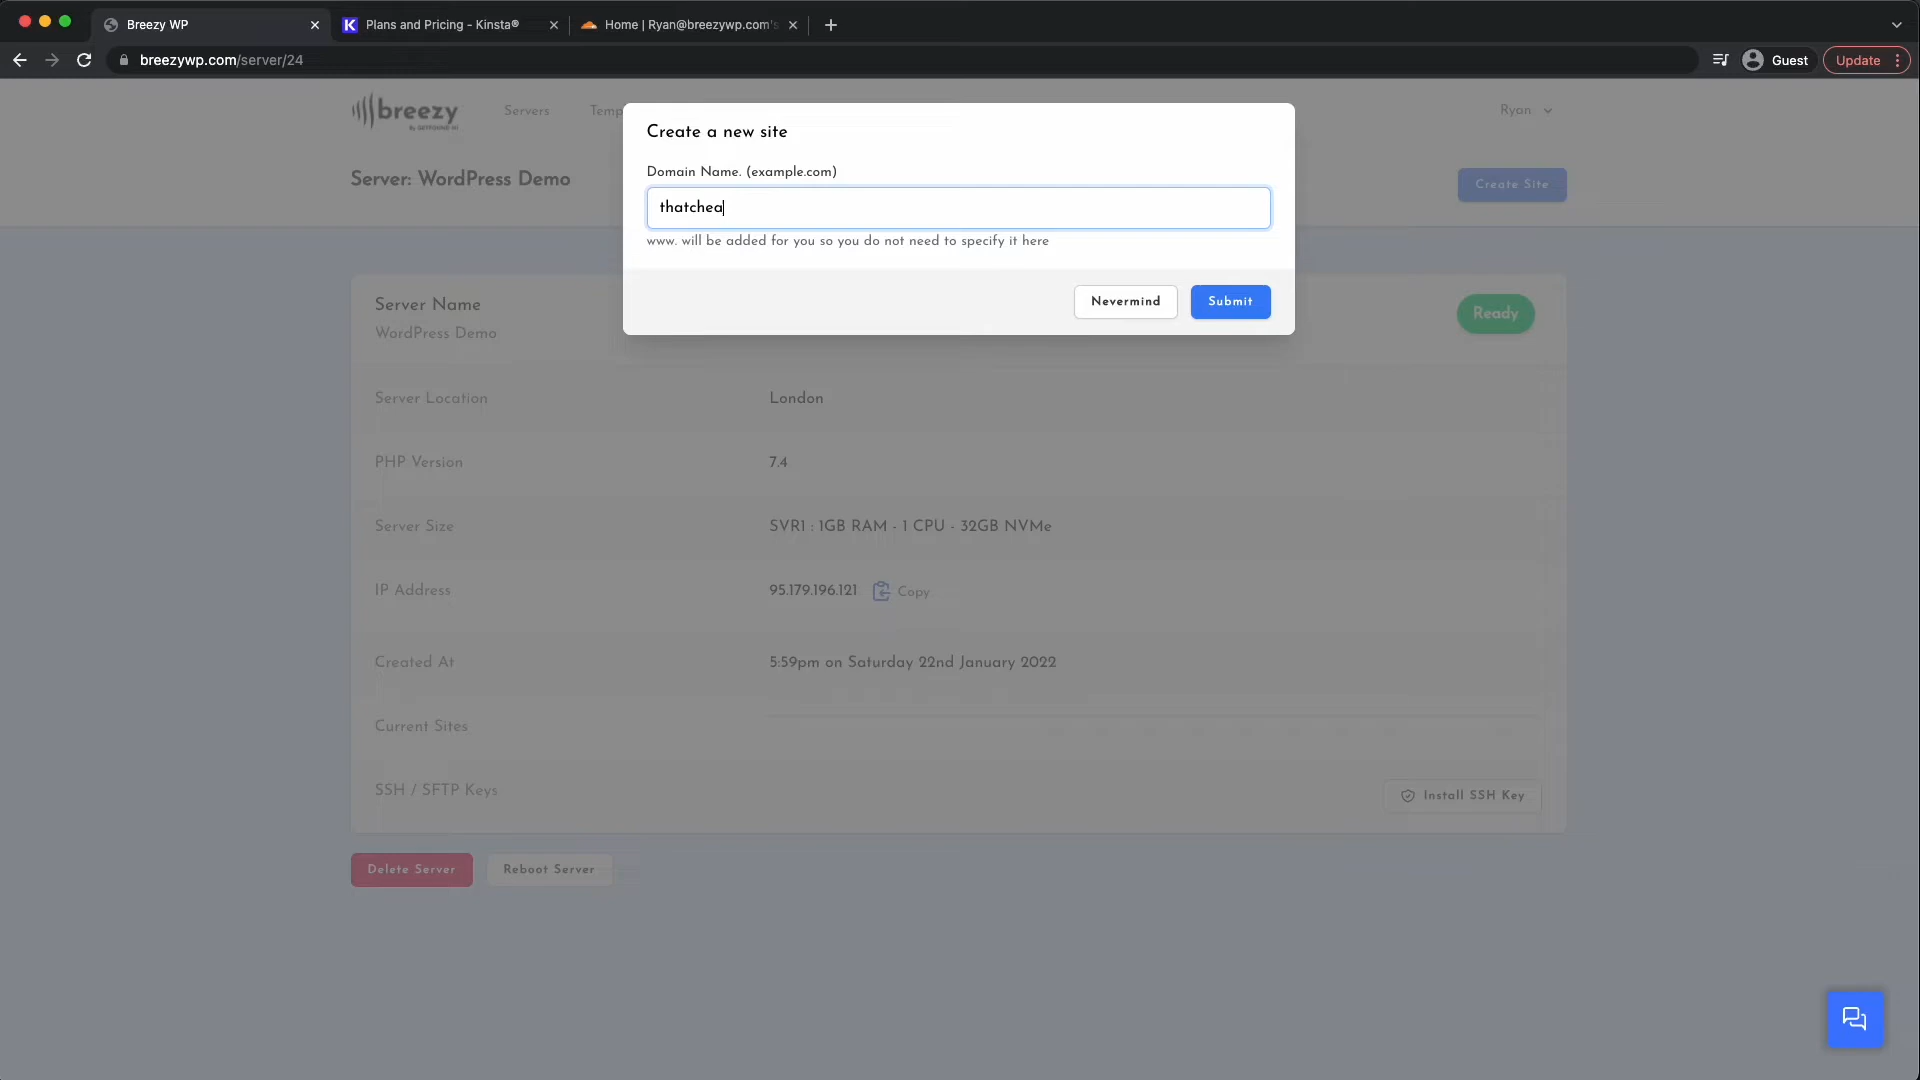 Breezy WP
Plans and Pricing - Kinsta®
Home | Ryan@breezywp.com's
breezywp.com/server/24
Guest
Update
breezy
Servers
Temp
Ryan
Create a new site
Domain Name. (example.com)
thatchea
www. will be added for you so you do not need to specify it here
Nevermind
Submit
Server: WordPress Demo
Create Site
Server Name
WordPress Demo
Ready
Server Location
London
PHP Version
7.4
Server Size
SVR1 : 1GB RAM - 1 CPU - 32GB NVMe
IP Address
95.179.196.121
Copy
Created At
5:59pm on Saturday 22nd January 2022
Current Sites
SSH / SFTP Keys
Install SSH Key
Delete Server
Reboot Server